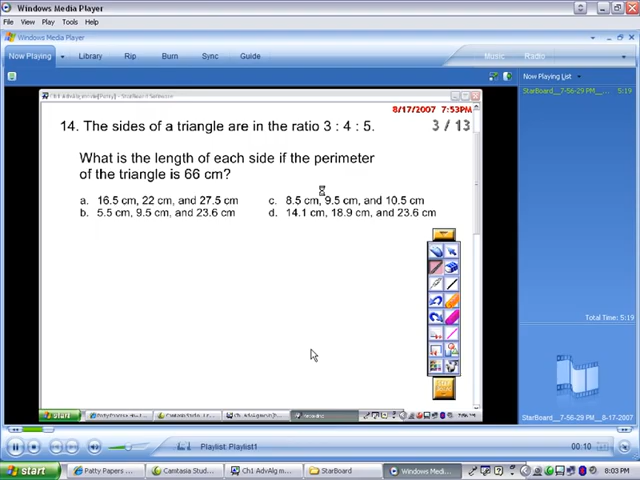 Windows Media Player
File View Play Tools Help
Now Playing Library Rip Burn Sync Guide Music Radio
Now Playing List
StarBoard__7-56-29_PM__8... 5:19
8/17/2007 7:53PM
14. The sides of a triangle are in the ratio 3 : 4 : 5.
3 / 13
What is the length of each side if the perimeter
of the triangle is 66 cm?
a. 16.5 cm, 22 cm, and 27.5 cm c. 8.5 cm, 9.5 cm, and 10.5 cm
b. 5.5 cm, 9.5 cm, and 23.6 cm d. 14.1 cm, 18.9 cm, and 23.6 cm
Total Time: 5:19
StarBoard__7-56-29_PM__8-17-2007
start
Playlist: Playlist1 00:10
start Patty Papers Camtasia Stud... Ch1 AdvAlg m... StarBoard Windows Medi... 8:03 PM